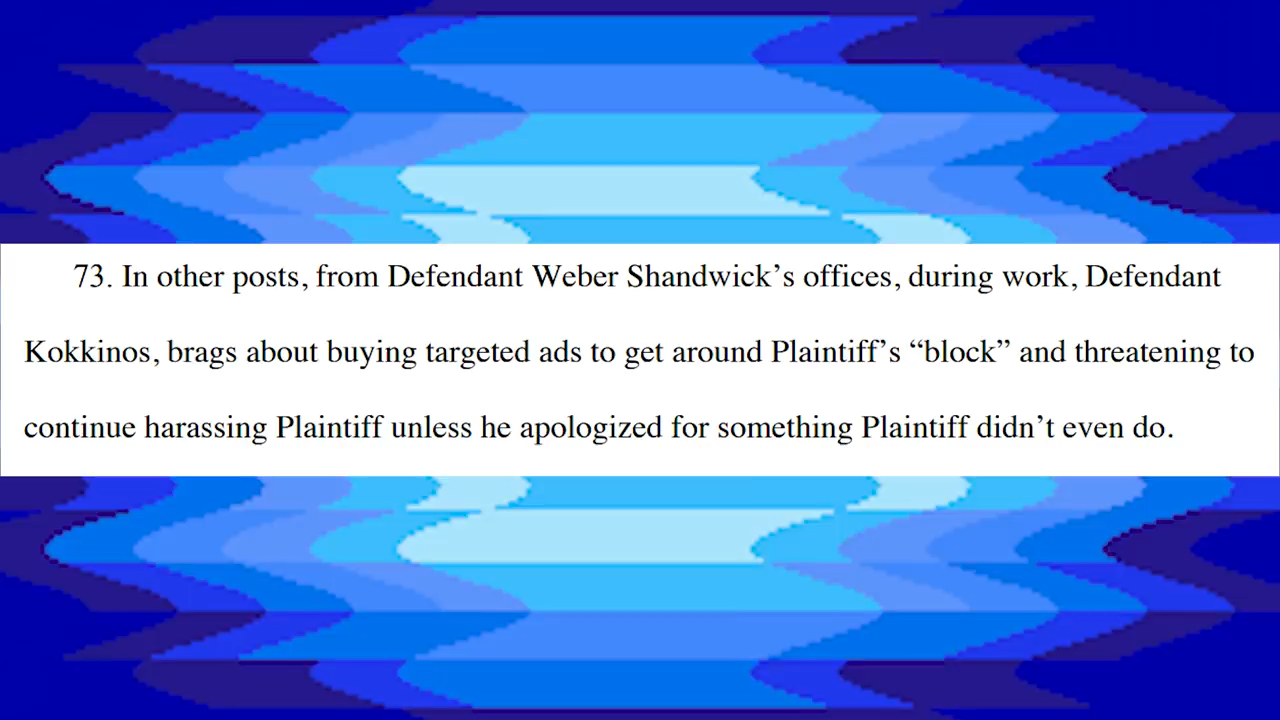 73. In other posts, from Defendant Weber Shandwick’s offices, during work, Defendant
Kokkinos, brags about buying targeted ads to get around Plaintiff’s “block” and threatening to
continue harassing Plaintiff unless he apologized for something Plaintiff didn’t even do.